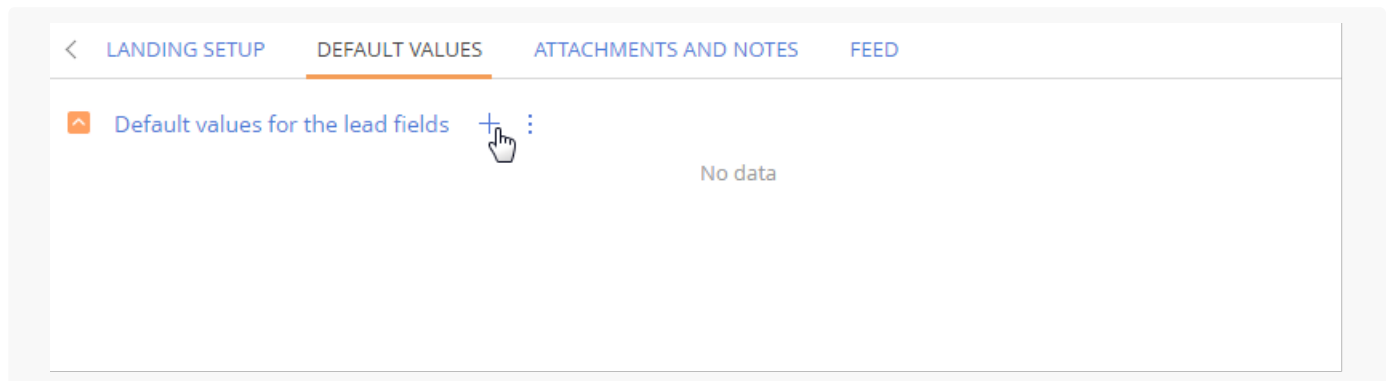 LANDING SETUP DEFAULT VALUES ATTACHMENTS AND NOTES FEED
Default values for the lead fields
No data